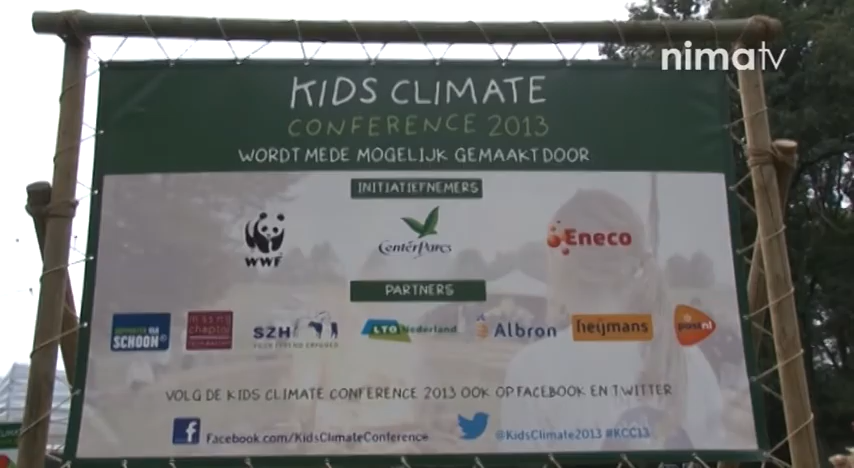 nimatv
KIDS CLIMATE
CONFERENCE 2013
WORDT MEDE MOGELIJK GEMAAKT DOOR
INITIATIEFNEMERS
WWF
CenterParcs
Eneco
PARTNERS
SCHOON
missing chapter
SZH
LTO Nederland
Albron
heijmans
postnl
VOLG DE KIDS CLIMATE CONFERENCE 2013 OOK OP FACEBOOK EN TWITTER
Facebook.com/KidsClimateConference
@KidsClimate2013 #KCC13